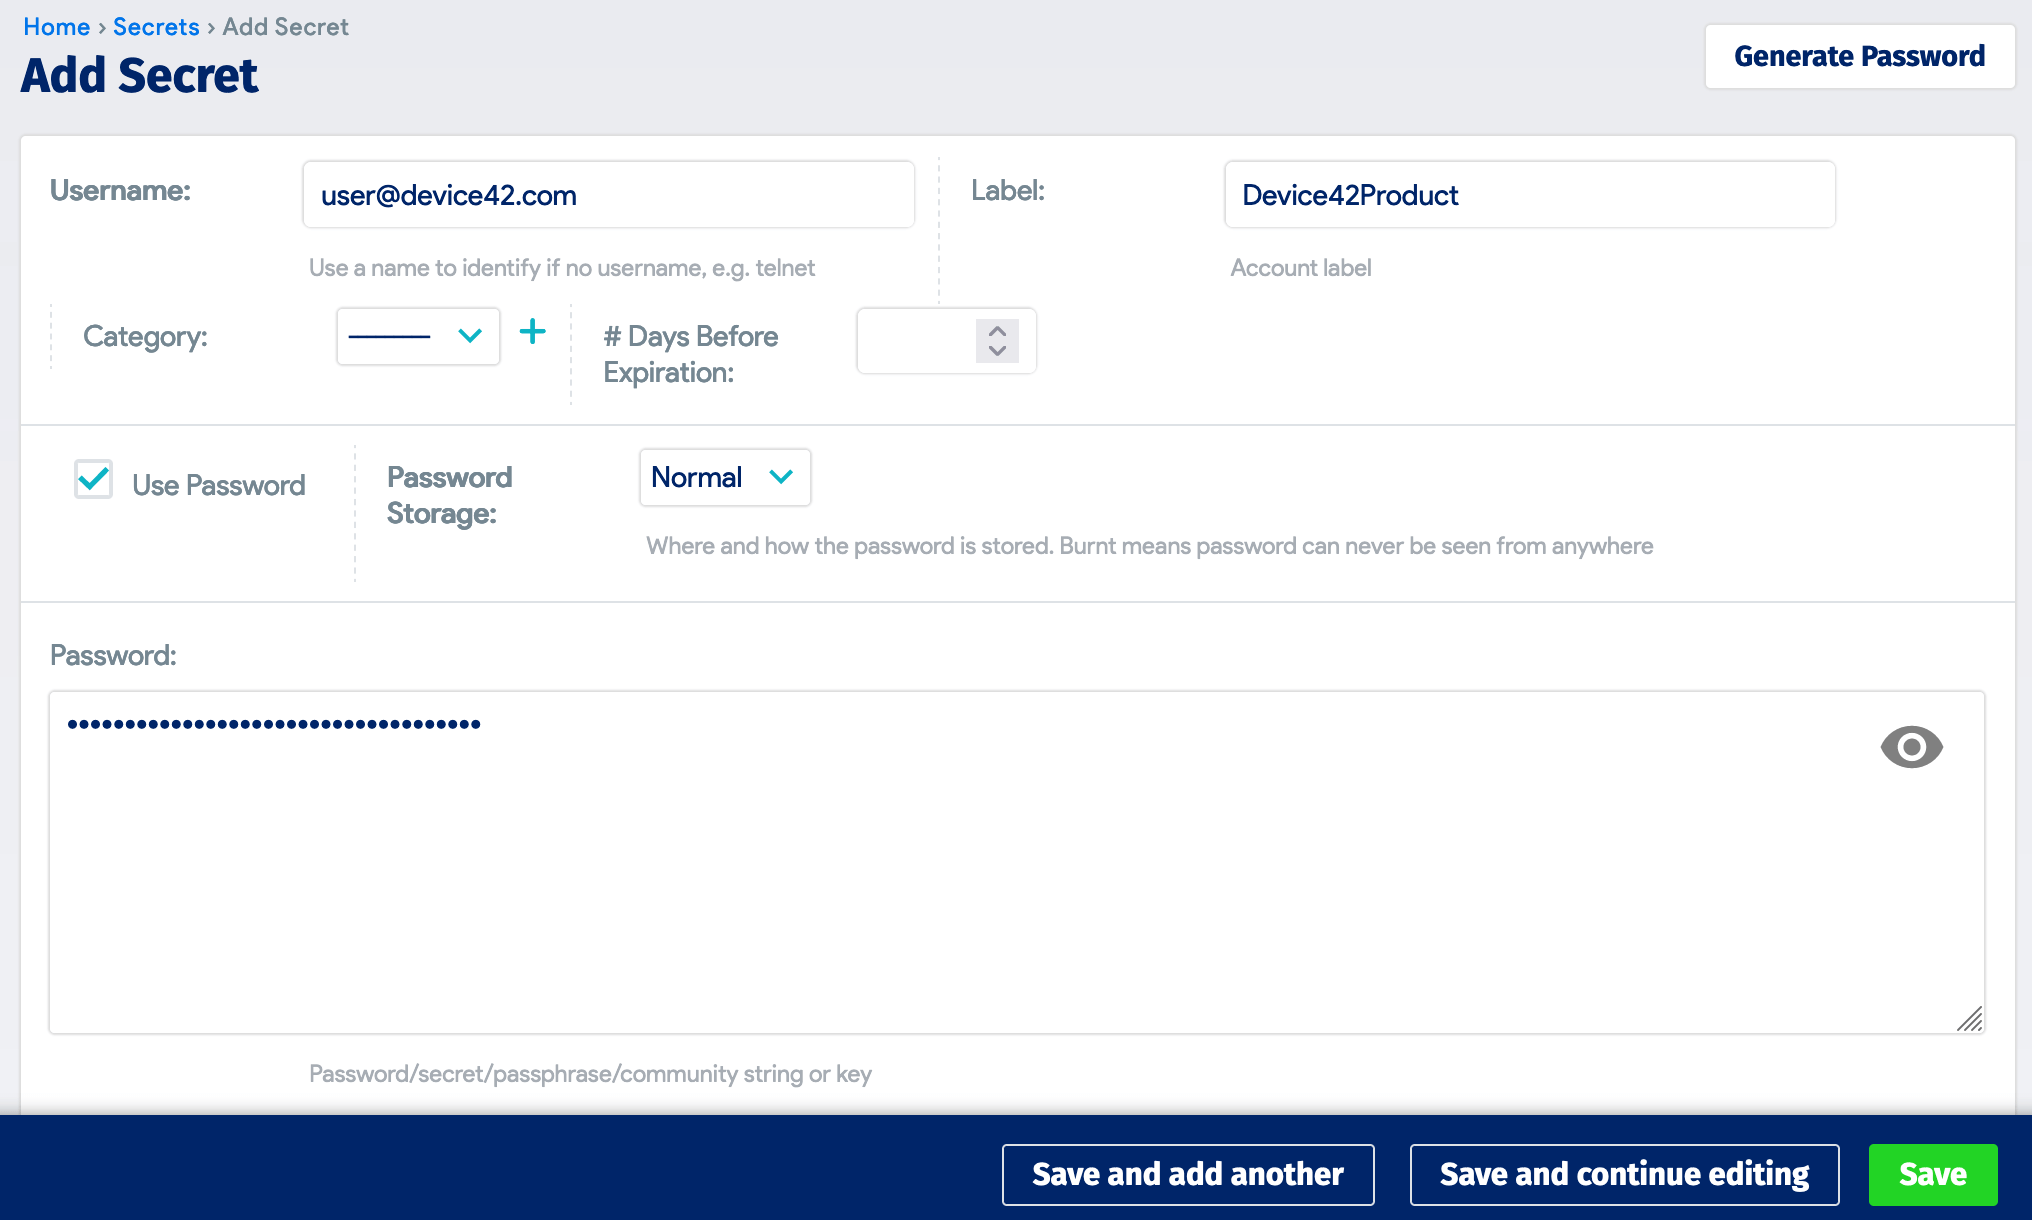 Home › Secrets › Add Secret
Add Secret
Generate Password
Username:
user@device42.com
Use a name to identify if no username, e.g. telnet
Label:
Device42Product
Account label
Category:
# Days Before
Expiration:
Use Password
Password
Storage:
Normal
Where and how the password is stored. Burnt means password can never be seen from anywhere
Password:
••••••••••••••••••••••••••••••••••••
Password/secret/passphrase/community string or key
Save and add another
Save and continue editing
Save